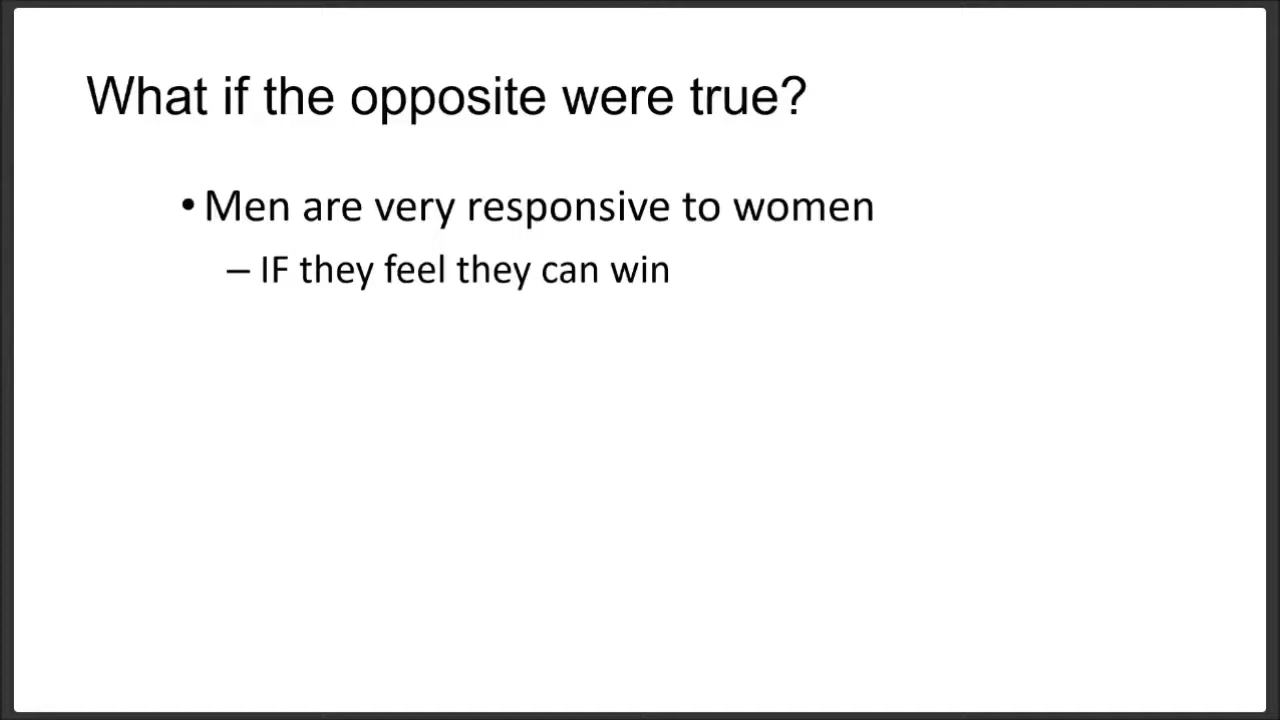 What if the opposite were true?
• Men are very responsive to women
– IF they feel they can win